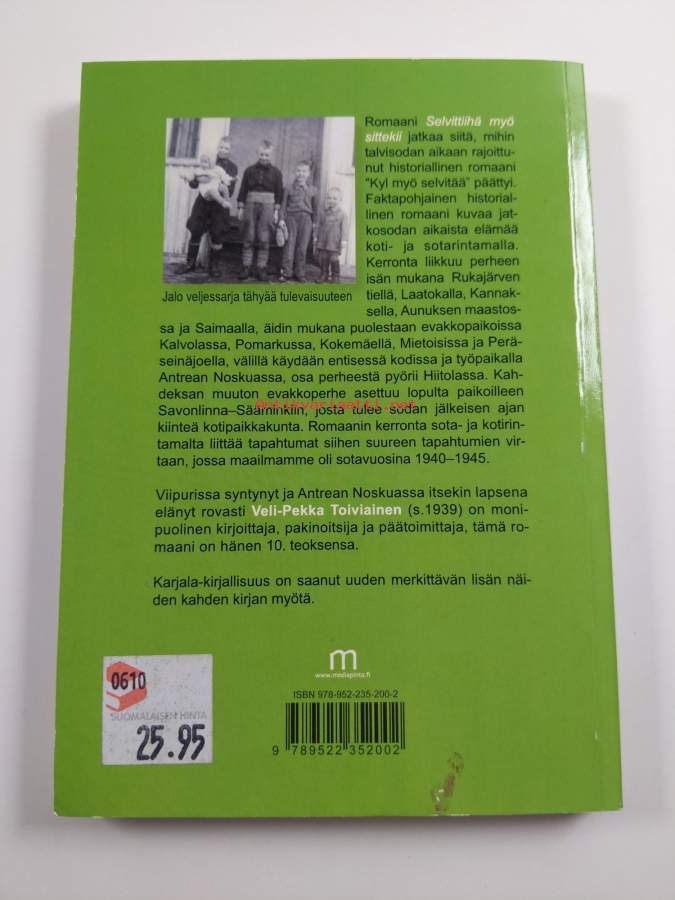 Romaani Selvittiihä myö
sittekii jatkaa siitä, mihin
talvisodan aikaan rajoittu-
nut historiallinen romaani
"Kyl myö selvitää" päättyi.
Faktapohjainen historial-
linen romaani kuvaa jat-
kosodan aikaista elämää
koti- ja sotarintamalla.
Kerronta liikkuu perheen
isän mukana Rukajärven
tiellä, Laatokalla, Kannak-
sella, Aunuksen maastos-
sa ja Saimaalla, äidin mukana puolestaan evakkopaikoissa
Kalvolassa, Pomarkussa, Kokemäellä, Mietoisissa ja Perä-
seinäjoella, välillä käydään entisessä kodissa ja työpaikalla
Antrean Noskuassa, osa perheestä pyörii Hiitolassa. Kah-
deksan muuton evakkoperhe asettuu lopulta paikoilleen
Savonlinna–Sääminkiin, josta tulee sodan jälkeisen ajan
kiinteä kotipaikkakunta. Romaanin kerronta sota- ja kotirin-
tamalta liittää tapahtumat siihen suureen tapahtumien vir-
taan, jossa maailmamme oli sotavuosina 1940–1945.
Jalo veljessarja tähyää tulevaisuuteen
Antikvariaatti.net
Viipurissa syntynyt ja Antrean Noskuassa itsekin lapsena
elänyt rovasti Veli-Pekka Toiviainen (s.1939) on moni-
puolinen kirjoittaja, pakinoitsija ja päätoimittaja, tämä ro-
maani on hänen 10. teoksensa.
Karjala-kirjallisuus on saanut uuden merkittävän lisän näi-
den kahden kirjan myötä.
m
www.mediapinta.fi
ISBN 978-952-235-200-2
9 789522 352002
0610
SUOMALAISEN HINTA
25.95